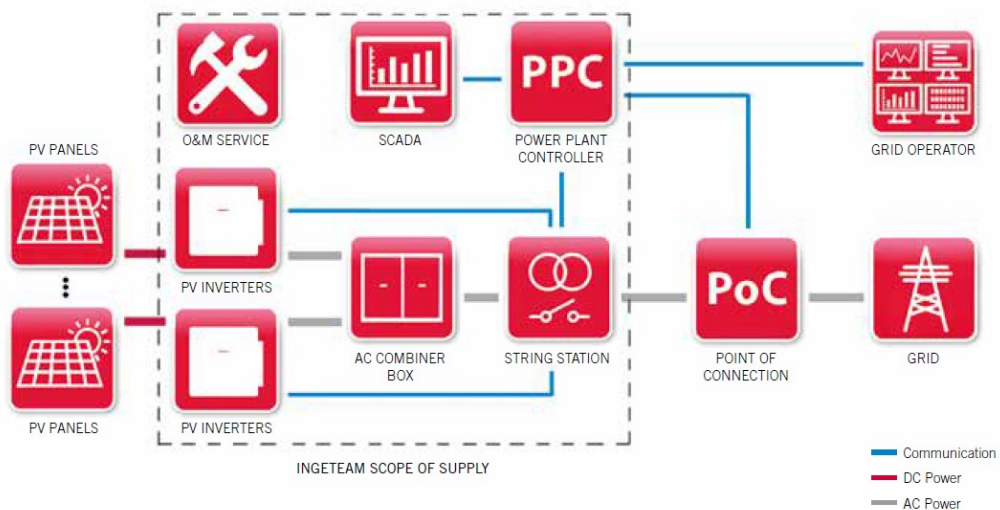 PPC
O&M SERVICE
SCADA
POWER PLANT
CONTROLLER
GRID OPERATOR
PV PANELS
PV INVERTERS
PoC
AC COMBINER
BOX
STRING STATION
POINT OF
CONNECTION
GRID
PV PANELS
PV INVERTERS
INGETEAM SCOPE OF SUPPLY
Communication
DC Power
AC Power